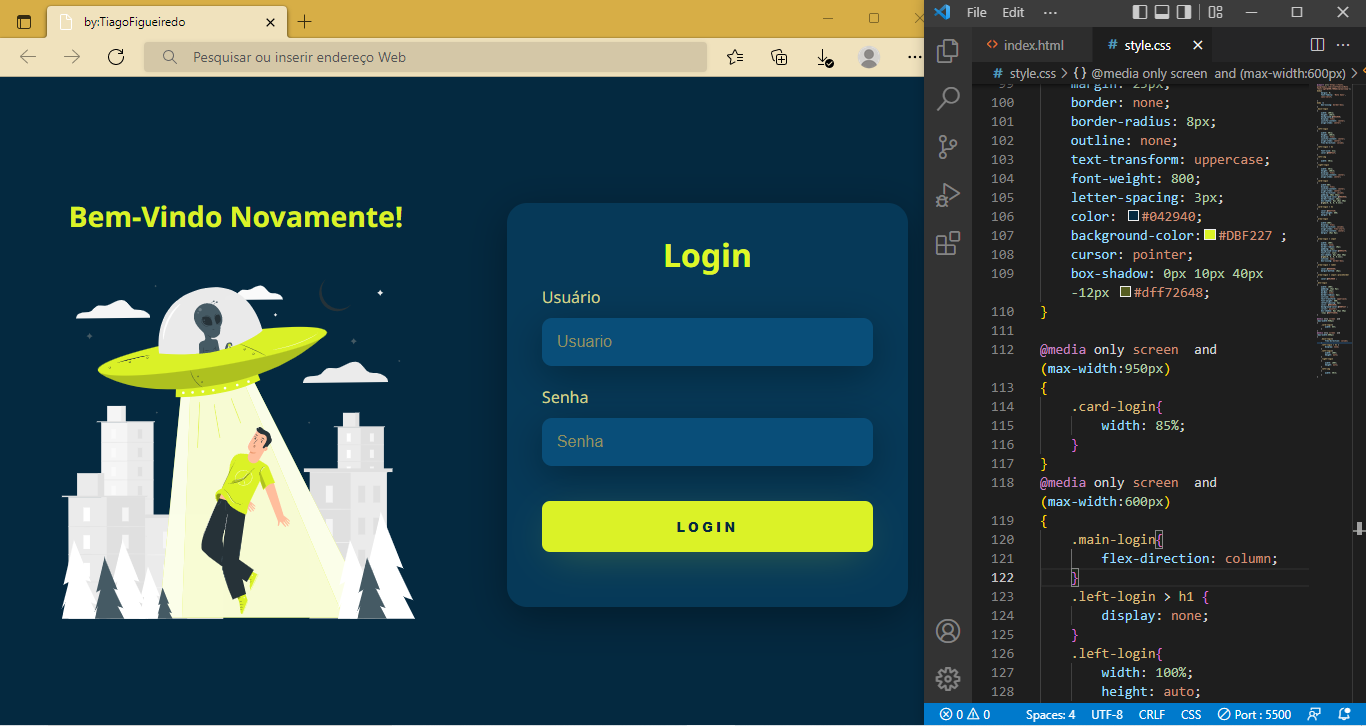 by:TiagoFigueiredo
Pesquisar ou inserir endereço Web
Bem-Vindo Novamente!
Login
Usuário
Usuario
Senha
Senha
LOGIN
File Edit ···
index.html
style.css
style.css > {} @media only screen and (max-width:600px) >
99 margin: 25px;
100 border: none;
101 border-radius: 8px;
102 outline: none;
103 text-transform: uppercase;
104 font-weight: 800;
105 letter-spacing: 3px;
106 color: #042940;
107 background-color: #DBF227 ;
108 cursor: pointer;
109 box-shadow: 0px 10px 40px
-12px #dff72648;
110 }
111
112 @media only screen  and
(max-width:950px)
113 {
114 .card-login{
115 width: 85%;
116 }
117 }
118 @media only screen  and
(max-width:600px)
119 {
120 .main-login{
121 flex-direction: column;
122 }
123 .left-login > h1 {
124 display: none;
125 }
126 .left-login{
127 width: 100%;
128 height: auto;
0 0 Spaces: 4 UTF-8 CRLF CSS Port : 5500